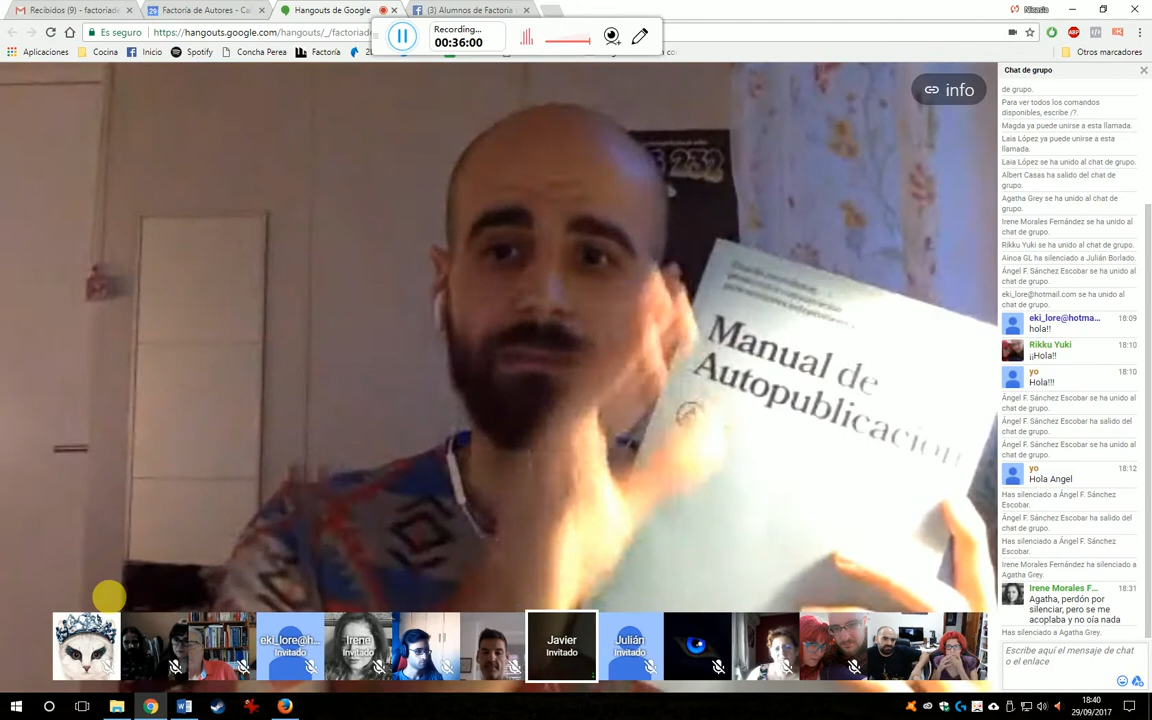 Recibidos (9) - factoriade
Factoría de Autores - Ca
Hangouts de Google
(3) Alumnos de Factoria
Nicasia
Recording...
00:36:00
Es seguro
https://hangouts.google.com/hangouts/_/factoriade
Aplicaciones
Cocina
Inicio
Spotify
Concha Perea
Factoría
Otros marcadores
info
Chat de grupo
de grupo.
Para ver todos los comandos
disponibles, escribe /?.
Magda ya puede unirse a esta llamada.
Laia López ya puede unirse a esta
llamada.
Laia López se ha unido al chat de grupo.
Albert Casas ha salido del chat de
grupo.
Agatha Grey se ha unido al chat de
grupo.
Irene Morales Fernández se ha unido al
chat de grupo.
Rikku Yuki se ha unido al chat de grupo.
Ainoa GL ha silenciado a Julián Borlado.
Ángel F. Sánchez Escobar se ha unido al
chat de grupo.
eki_lore@hotmail.com se ha unido al
chat de grupo.
eki_lore@hotma... 18:09
hola!!
Rikku Yuki 18:10
¡¡Hola!!
yo 18:10
Hola!!!
Ángel F. Sánchez Escobar se ha unido al
chat de grupo.
Ángel F. Sánchez Escobar ha salido del
chat de grupo.
Ángel F. Sánchez Escobar se ha unido al
chat de grupo.
yo 18:12
Hola Angel
Has silenciado a Ángel F. Sánchez
Escobar.
Ángel F. Sánchez Escobar ha salido del
chat de grupo.
Has silenciado a Ángel F. Sánchez
Escobar.
Irene Morales Fernández ha silenciado a
Agatha Grey.
Irene Morales F... 18:31
Agatha, perdón por
silenciar, pero se me
acoplaba y no oía nada
Has silenciado a Agatha Grey.
Escribe aquí el mensaje de chat
o el enlace
232
Manual de
Autopublicación
eki_lore@h...
Invitado
Irene
Invitado
Javier
Invitado
Julián
Invitado
18:40
29/09/2017